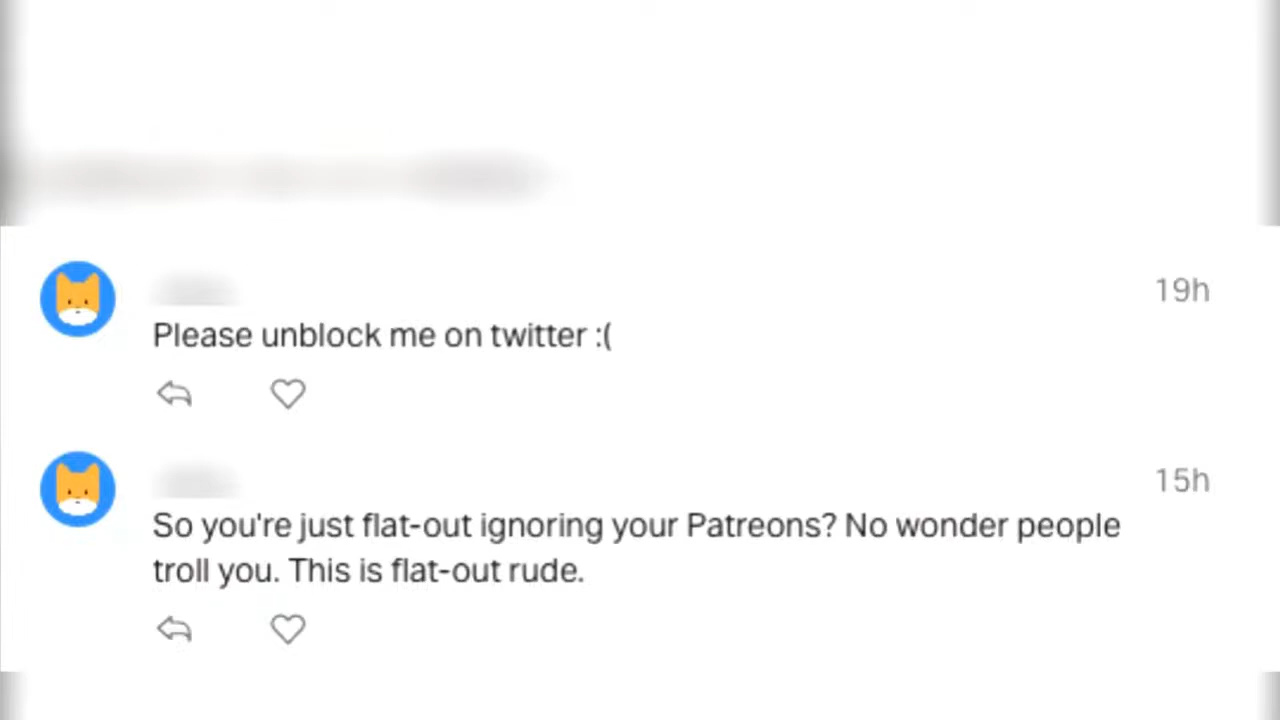 19h
Please unblock me on twitter :(
15h
So you're just flat-out ignoring your Patreons? No wonder people
troll you. This is flat-out rude.